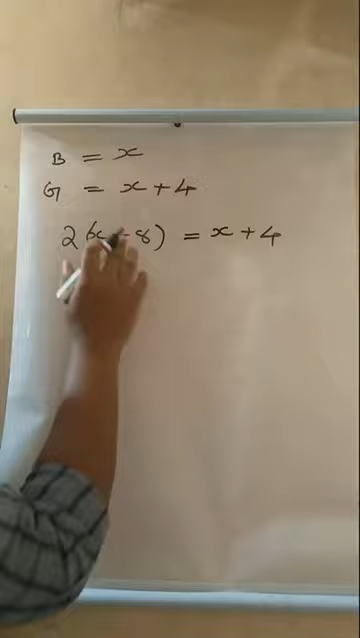 B = x
G = x + 4
2(x - 8) = x + 4